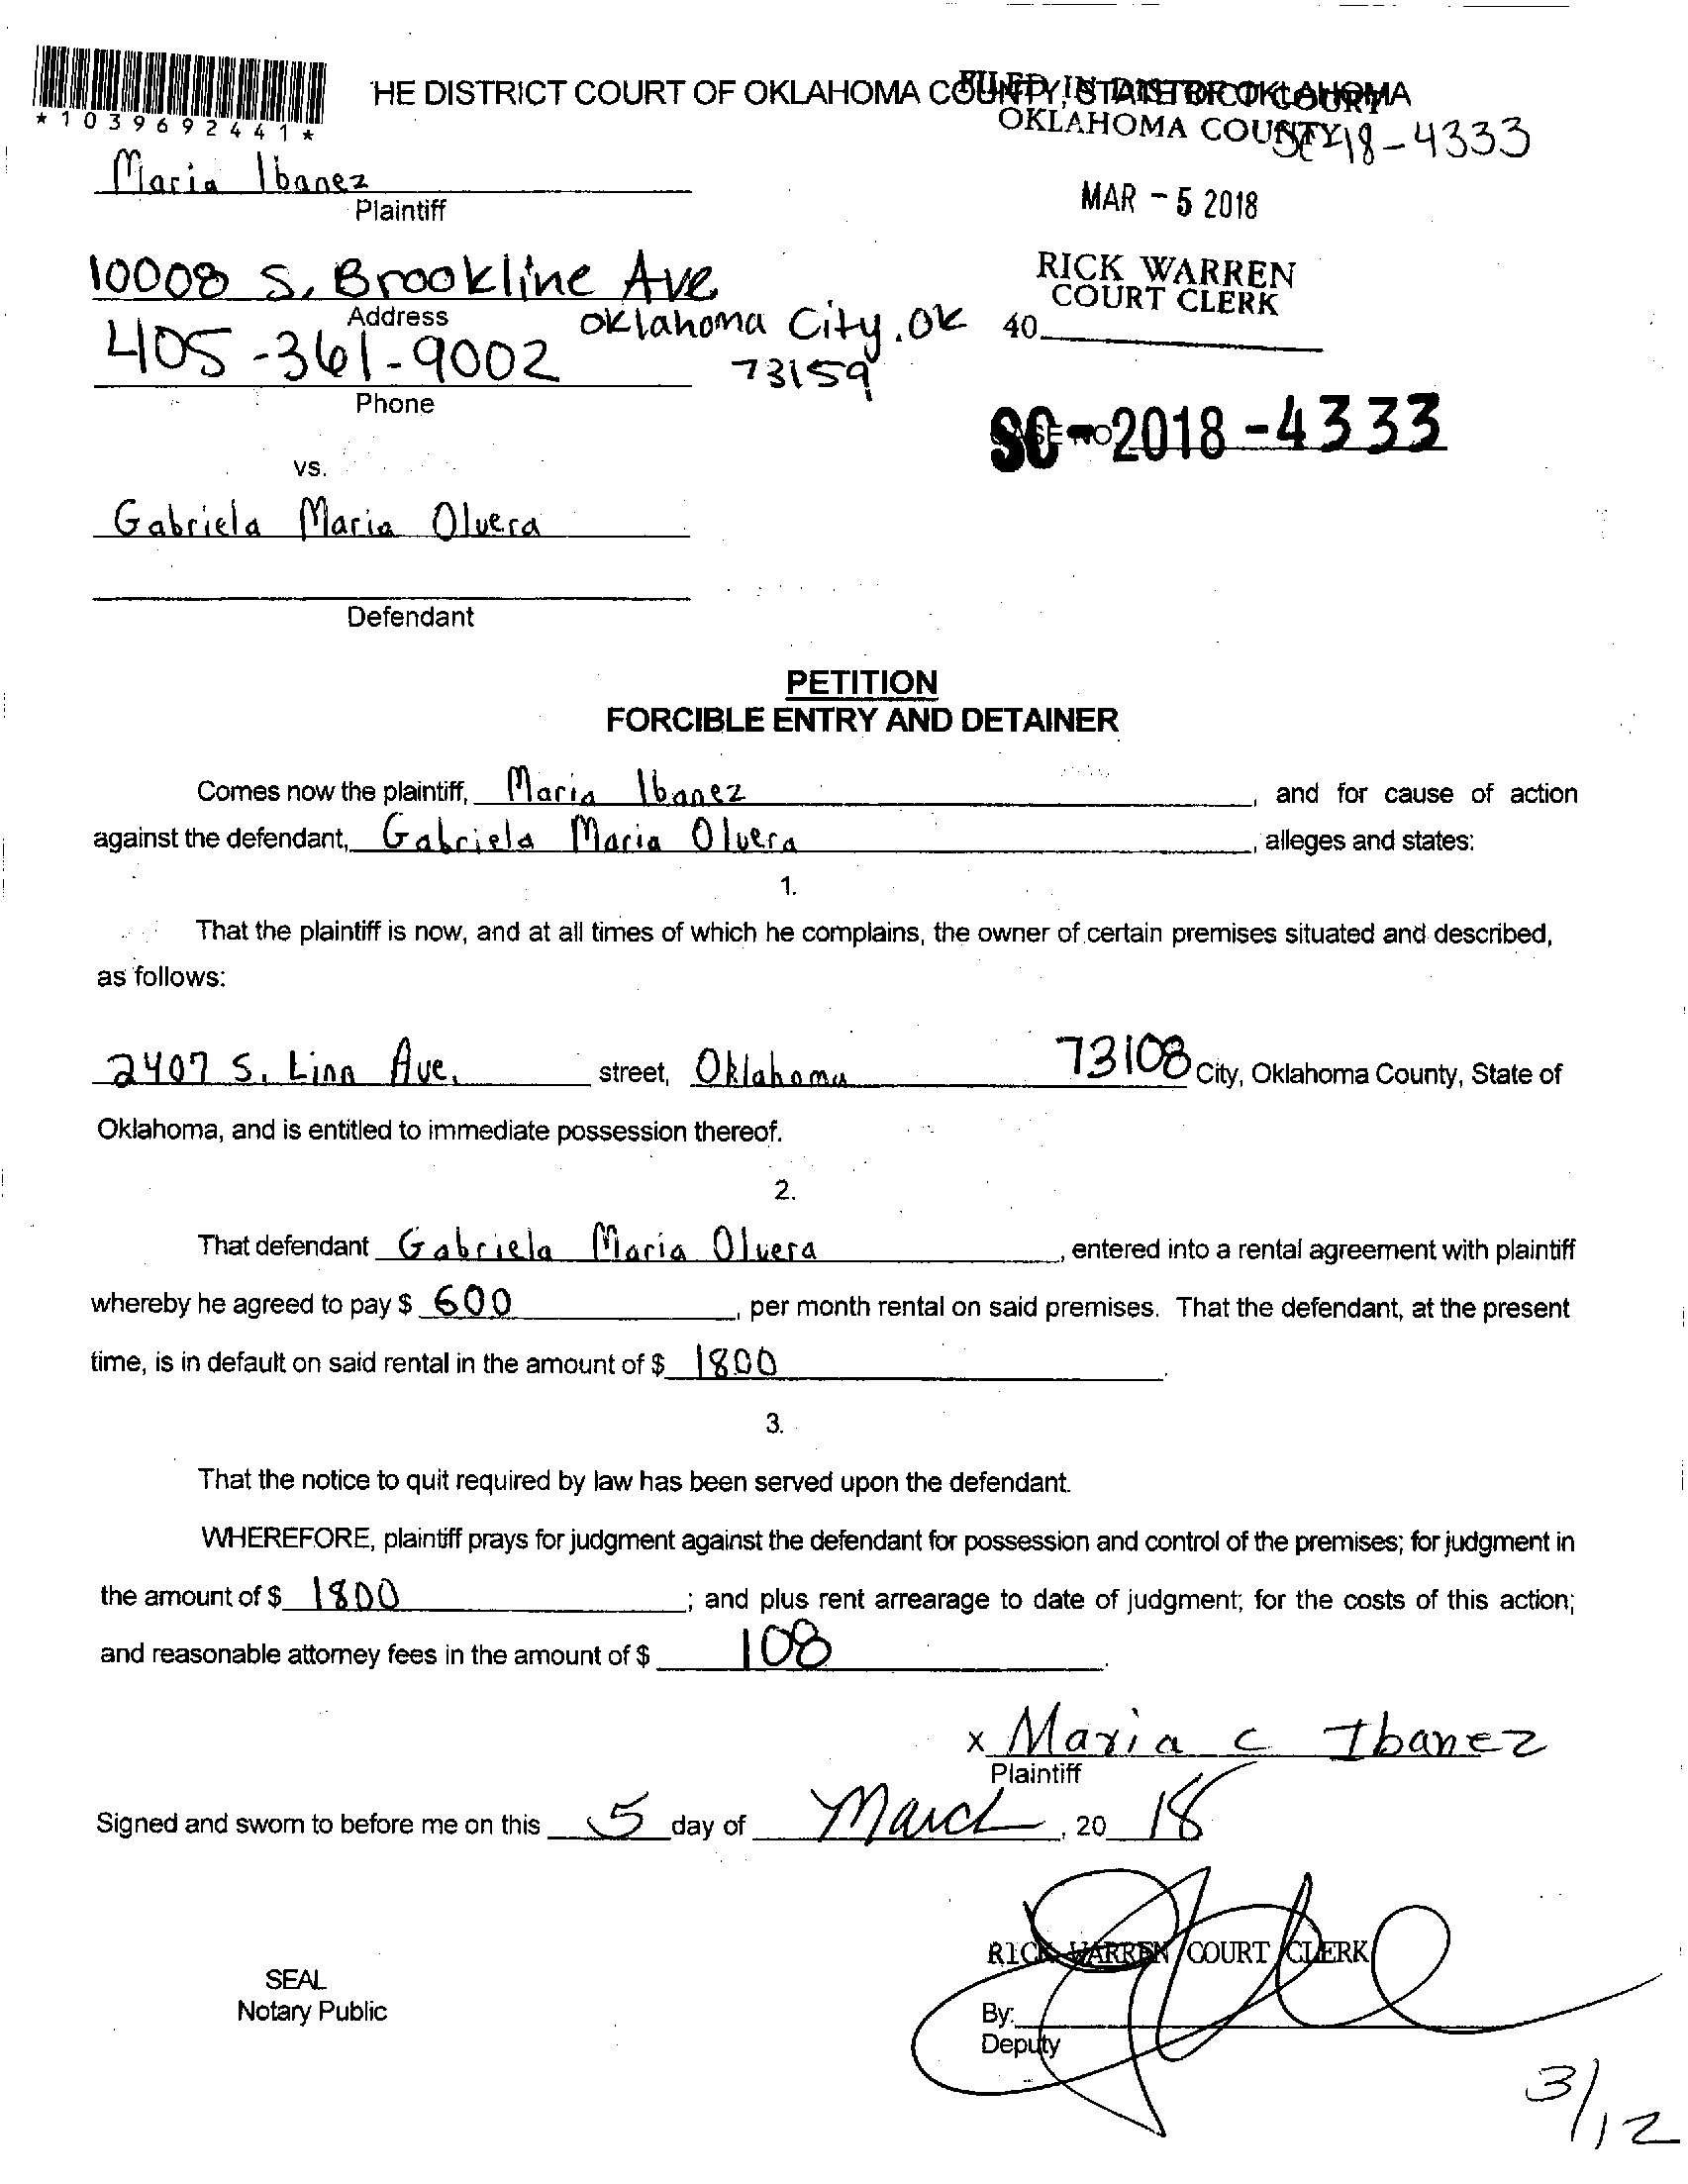 *1039692441*
HE DISTRICT COURT OF OKLAHOMA COUNTY, STATE OF OKLAHOMA
FILED IN DISTRICT COURT
OKLAHOMA COUNTY
SC-18-4333
Maria Ibanez
Plaintiff
MAR - 5 2018
10008 S. Brookline Ave
Address
Oklahoma City, OK
73159
RICK WARREN
COURT CLERK
40
405-361-9002
Phone
SC-2018-4333
vs.
Gabriela Maria Olvera
Defendant
PETITION
FORCIBLE ENTRY AND DETAINER
Comes now the plaintiff, Maria Ibanez, and for cause of action
against the defendant, Gabriela Maria Olvera, alleges and states:
1.
That the plaintiff is now, and at all times of which he complains, the owner of certain premises situated and described,
as follows:
2407 S. Linn Ave. street, Oklahoma 73108 City, Oklahoma County, State of
Oklahoma, and is entitled to immediate possession thereof.
2.
That defendant Gabriela Maria Olvera, entered into a rental agreement with plaintiff
whereby he agreed to pay $ 600, per month rental on said premises. That the defendant, at the present
time, is in default on said rental in the amount of $ 1800.
3.
That the notice to quit required by law has been served upon the defendant.
WHEREFORE, plaintiff prays for judgment against the defendant for possession and control of the premises; for judgment in
the amount of $ 1800; and plus rent arrearage to date of judgment; for the costs of this action;
and reasonable attorney fees in the amount of $ 108.
x Maria C Ibanez
Plaintiff
Signed and sworn to before me on this 5 day of March, 20 18
RICK WARREN COURT CLERK
SEAL
Notary Public
By:
Deputy
3/12